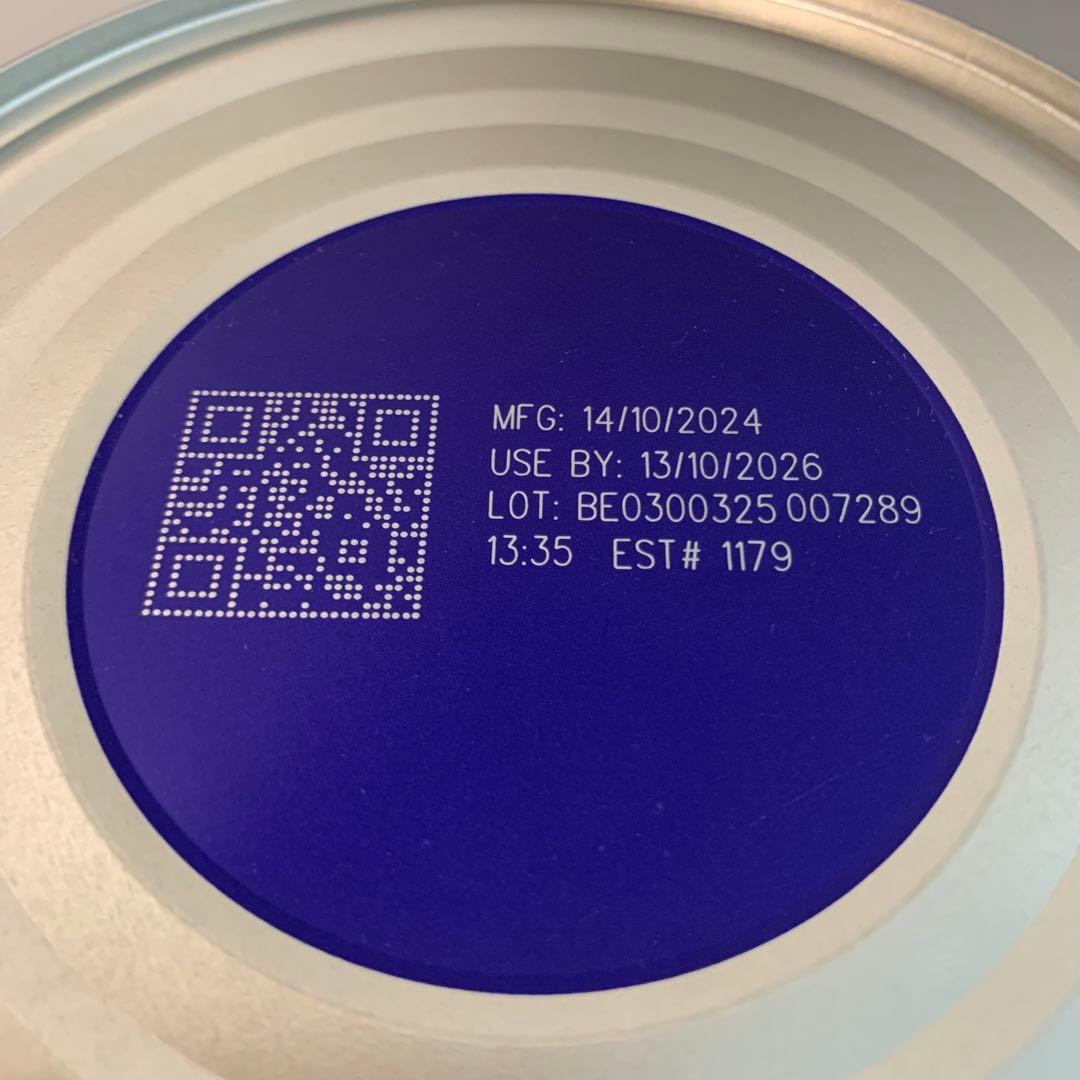 MFG: 14/10/2024
USE BY: 13/10/2026
LOT: BE0300325 007289
13:35 EST# 1179